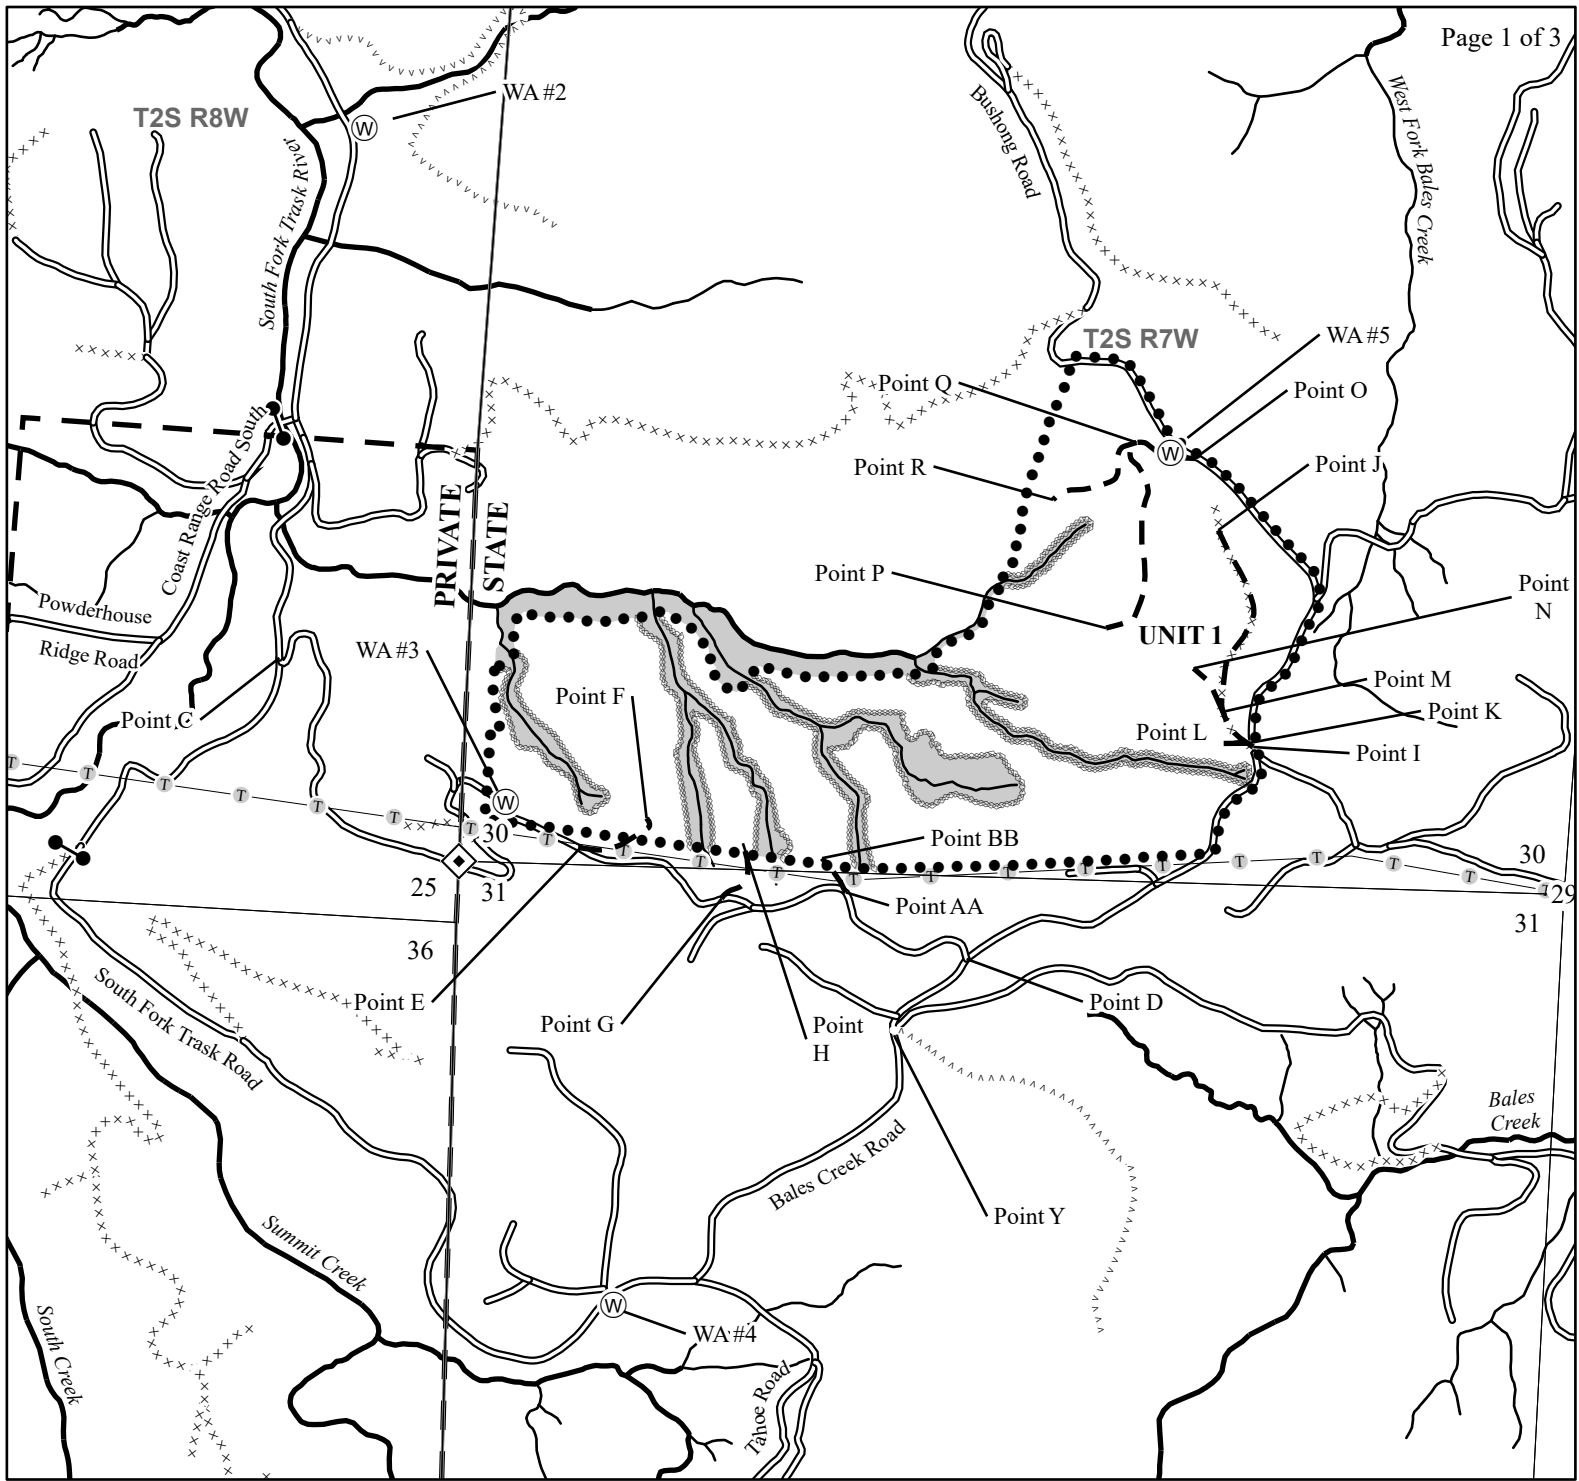 Page 1 of 3
WA #2
W
T2S R8W
South Fork Trask River
Bushong Road
West Fork Bales Creek
T2S R7W
WA #5
Point Q
Point O
Coast Range Road South
W
Point R
Point J
PRIVATE
STATE
Point P
Point
N
Powderhouse
Ridge Road
UNIT 1
WA #3
Point F
Point M
Point C
Point K
Point L
Point I
T
T
T
T
T
T
W
T
30
T
T
T
T
T
T
T
T
T
T
T
T
T
T
Point BB
30
25
31
29
Point AA
31
36
South Fork Trask Road
Point E
Point G
Point
H
Point D
Bales
Creek
Bales Creek Road
Point Y
Summit Creek
South Creek
W
WA #4
Tahoe Road